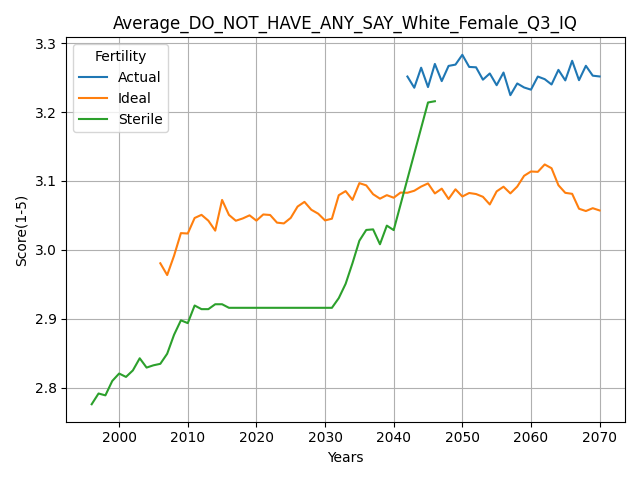 Average_DO_NOT_HAVE_ANY_SAY_White_Female_Q3_IQ
Fertility
Actual
Ideal
Sterile
Score(1-5)
3.3
3.2
3.1
3.0
2.9
2.8
2000 2010 2020 2030 2040 2050 2060 2070
Years